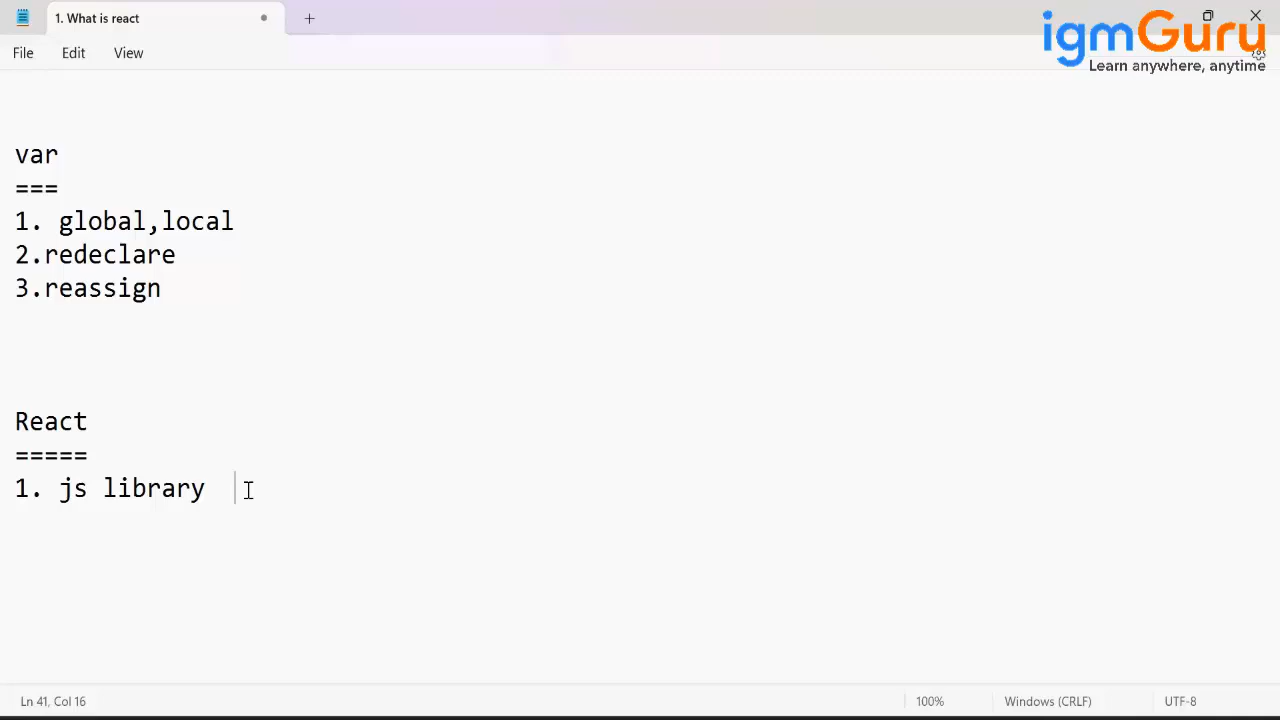 1. What is react
igmGuru
File Edit View
Learn anywhere, anytime
var
===
1. global,local
2.redeclare
3.reassign
React
=====
1. js library
Ln 41, Col 16 100% Windows (CRLF) UTF-8